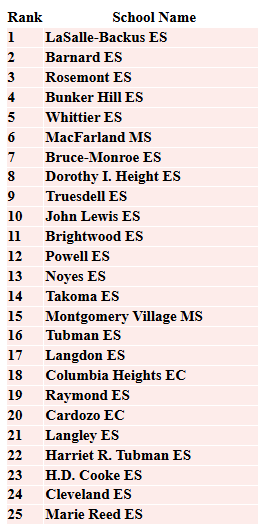 Rank School Name
1 LaSalle-Backus ES
2 Barnard ES
3 Rosemont ES
4 Bunker Hill ES
5 Whittier ES
6 MacFarland MS
7 Bruce-Monroe ES
8 Dorothy I. Height ES
9 Truesdell ES
10 John Lewis ES
11 Brightwood ES
12 Powell ES
13 Noyes ES
14 Takoma ES
15 Montgomery Village MS
16 Tubman ES
17 Langdon ES
18 Columbia Heights EC
19 Raymond ES
20 Cardozo EC
21 Langley ES
22 Harriet R. Tubman ES
23 H.D. Cooke ES
24 Cleveland ES
25 Marie Reed ES